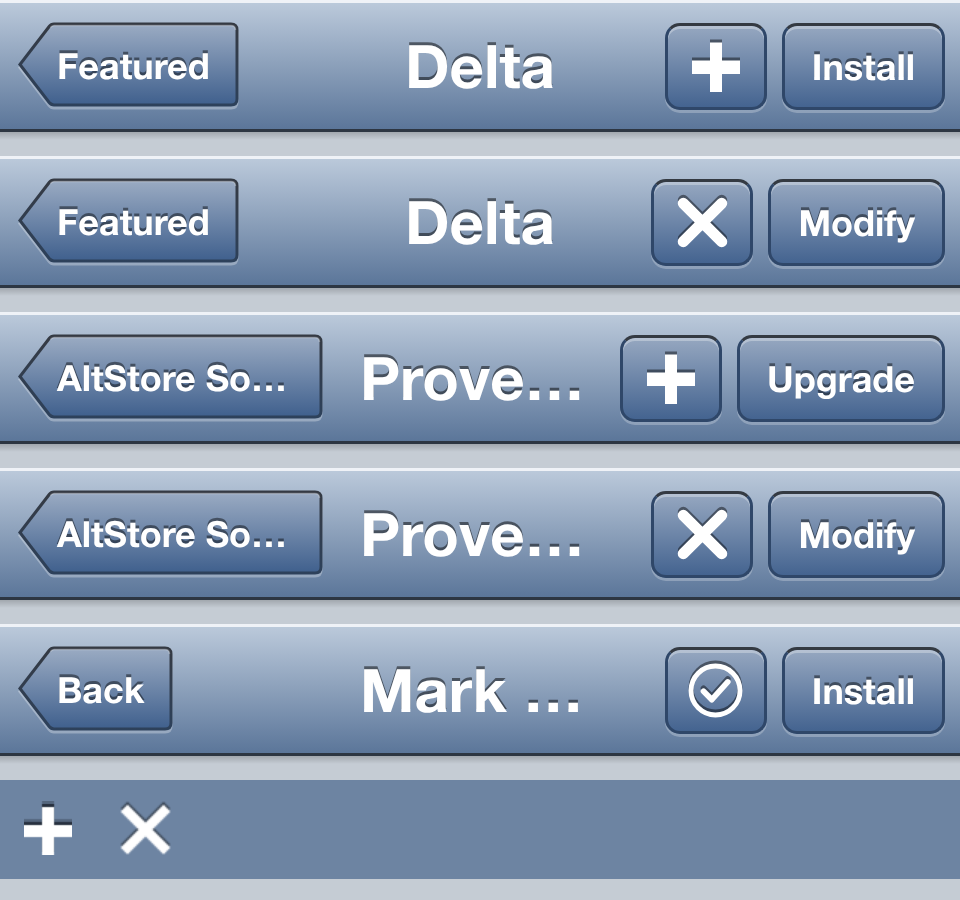 Featured Delta Install
Featured Delta Modify
AltStore So... Prove... Upgrade
AltStore So... Prove... Modify
Back Mark ... Install